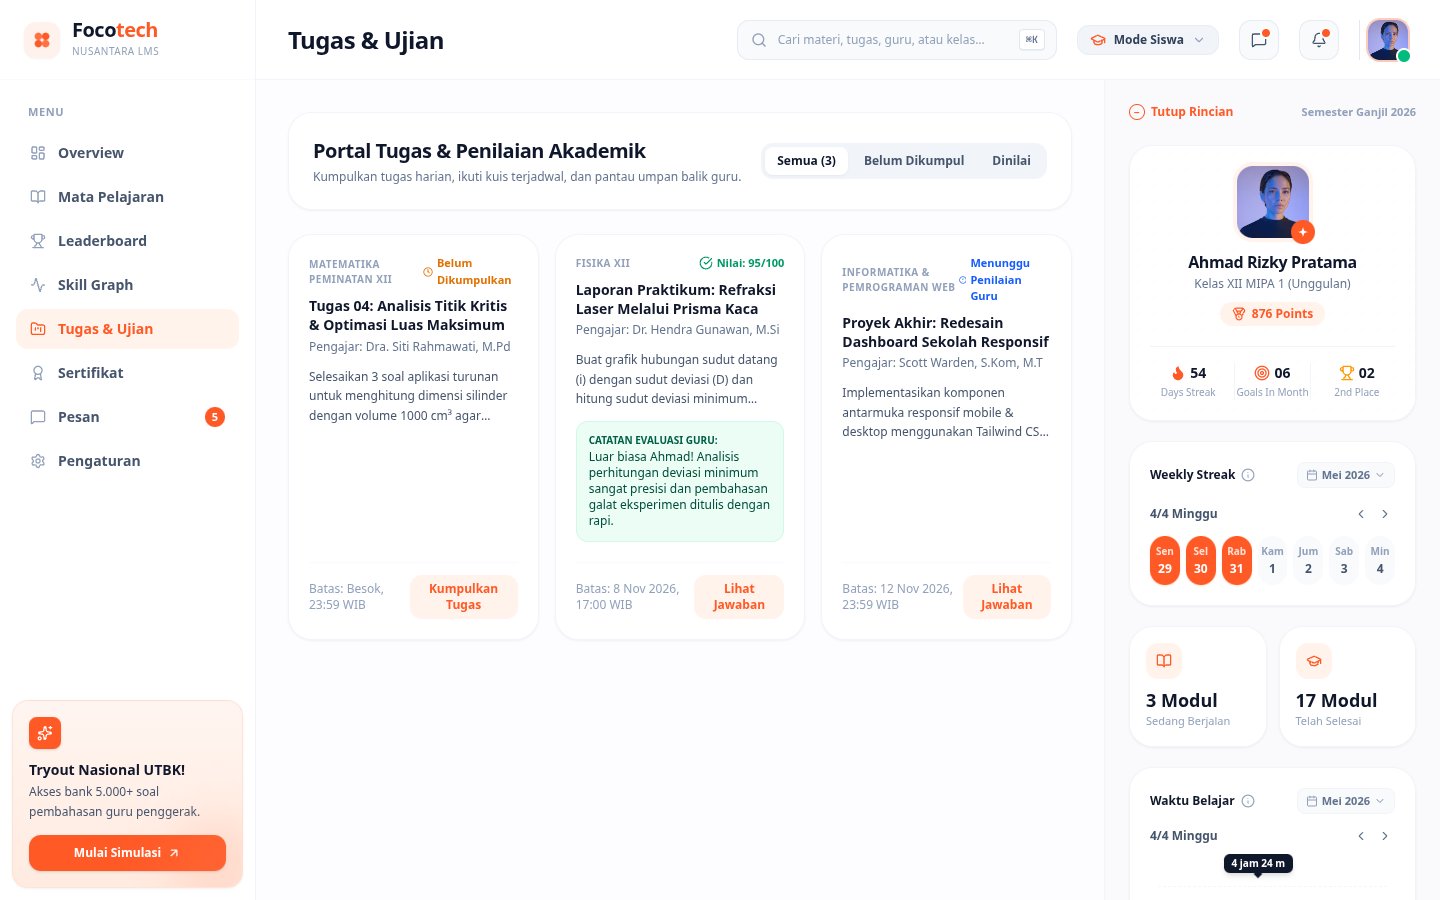 Focotech
NUSANTARA LMS
MENU
Overview
Mata Pelajaran
Leaderboard
Skill Graph
Tugas & Ujian
Sertifikat
Pesan 5
Pengaturan
Tryout Nasional UTBK!
Akses bank 5.000+ soal
pembahasan guru penggerak.
Mulai Simulasi
Tugas & Ujian
Cari materi, tugas, guru, atau kelas...
⌘K
Mode Siswa
Portal Tugas & Penilaian Akademik
Kumpulkan tugas harian, ikuti kuis terjadwal, dan pantau umpan balik guru.
Semua (3) Belum Dikumpul Dinilai
MATEMATIKA
PEMINATAN XII
Belum
Dikumpulkan
Tugas 04: Analisis Titik Kritis
& Optimasi Luas Maksimum
Pengajar: Dra. Siti Rahmawati, M.Pd
Selesaikan 3 soal aplikasi turunan
untuk menghitung dimensi silinder
dengan volume 1000 cm³ agar...
Batas: Besok,
23:59 WIB
Kumpulkan
Tugas
FISIKA XII
Nilai: 95/100
Laporan Praktikum: Refraksi
Laser Melalui Prisma Kaca
Pengajar: Dr. Hendra Gunawan, M.Si
Buat grafik hubungan sudut datang
(i) dengan sudut deviasi (D) dan
hitung sudut deviasi minimum...
CATATAN EVALUASI GURU:
Luar biasa Ahmad! Analisis
perhitungan deviasi minimum
sangat presisi dan pembahasan
galat eksperimen ditulis dengan
rapi.
Batas: 8 Nov 2026,
17:00 WIB
Lihat
Jawaban
INFORMATIKA &
PEMROGRAMAN WEB
Menunggu
Penilaian
Guru
Proyek Akhir: Redesain
Dashboard Sekolah Responsif
Pengajar: Scott Warden, S.Kom, M.T
Implementasikan komponen
antarmuka responsif mobile &
desktop menggunakan Tailwind CS...
Batas: 12 Nov 2026,
23:59 WIB
Lihat
Jawaban
Tutup Rincian
Semester Ganjil 2026
Ahmad Rizky Pratama
Kelas XII MIPA 1 (Unggulan)
876 Points
54 06 02
Days Streak Goals In Month 2nd Place
Weekly Streak
Mei 2026
4/4 Minggu
Sen Sel Rab Kam Jum Sab Min
29 30 31 1 2 3 4
3 Modul
Sedang Berjalan
17 Modul
Telah Selesai
Waktu Belajar
Mei 2026
4/4 Minggu
4 jam 24 m